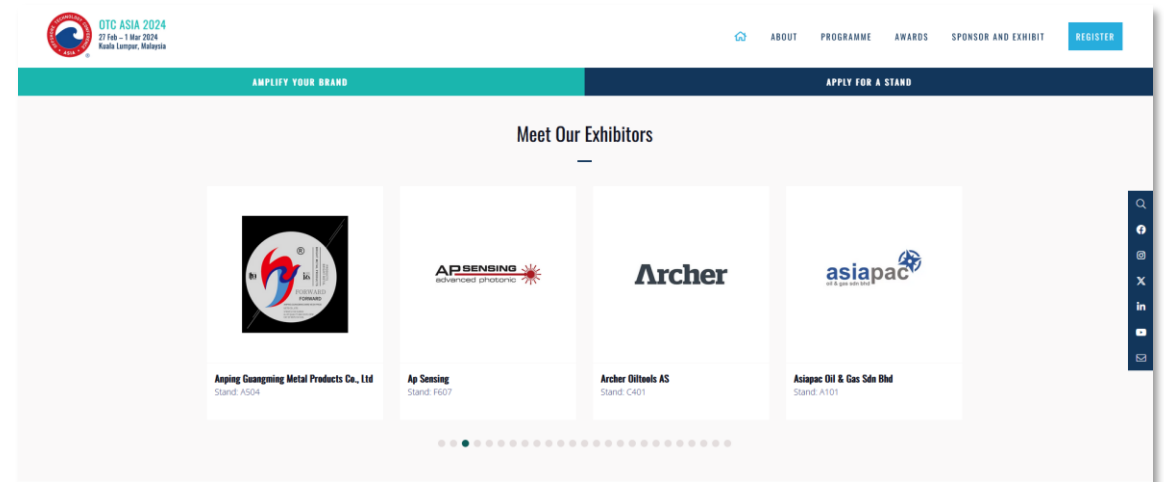 OTC ASIA 2024
27 Feb – 1 Mar 2024
Kuala Lumpur, Malaysia
ABOUT
PROGRAMME
AWARDS
SPONSOR AND EXHIBIT
REGISTER
AMPLIFY YOUR BRAND
APPLY FOR A STAND
Meet Our Exhibitors
FORWARD
FORWARD
AP SENSING
advanced photonic
Archer
asiapac
oil & gas sdn bhd
Anping Guangming Metal Products Co., Ltd
Stand: A504
Ap Sensing
Stand: F607
Archer Oiltools AS
Stand: C401
Asiapac Oil & Gas Sdn Bhd
Stand: A101